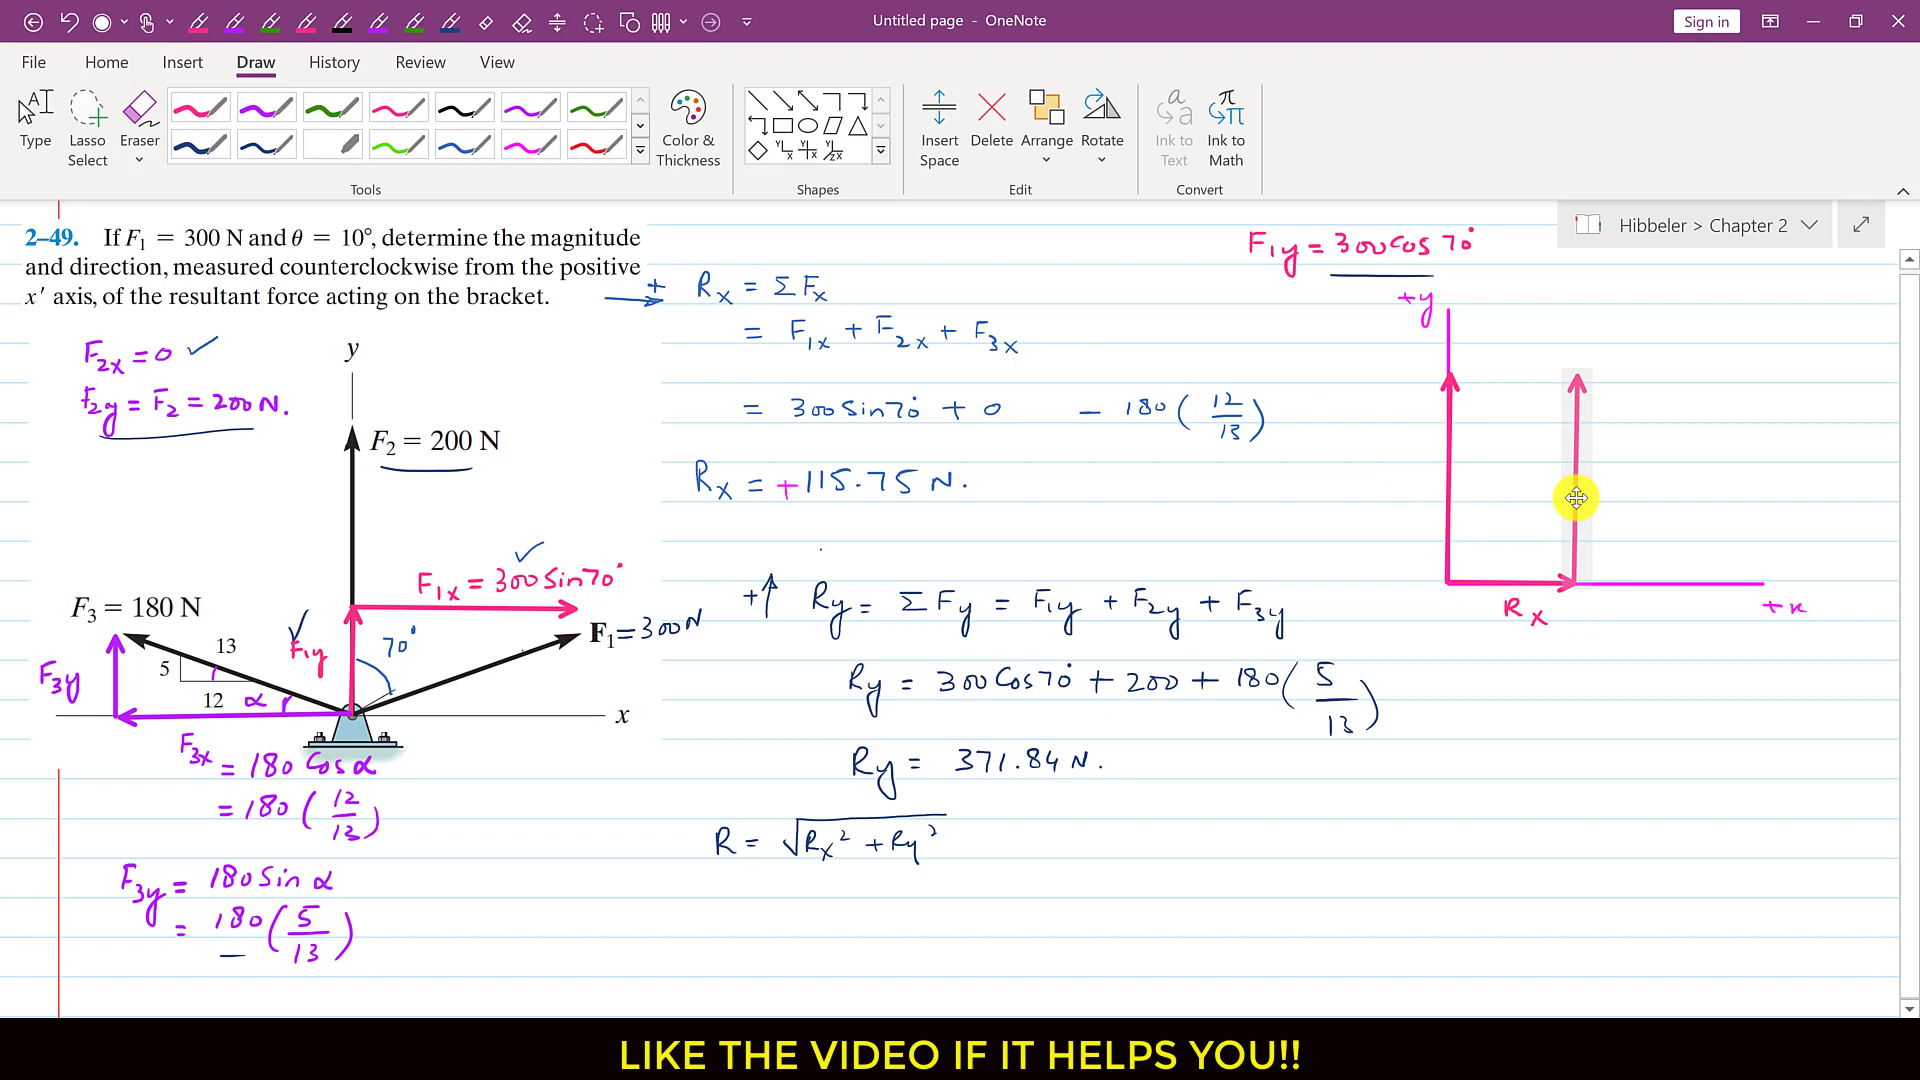 Untitled page - OneNote
Sign in
File Home Insert Draw History Review View
Type
Lasso Select
Eraser
Color & Thickness
Insert Space
Delete
Arrange
Rotate
Ink to Text
Ink to Math
Tools
Shapes
Edit
Convert
Hibbeler > Chapter 2
2–49. If F₁ = 300 N and θ = 10°, determine the magnitude
and direction, measured counterclockwise from the positive
x′ axis, of the resultant force acting on the bracket.
F₂x = 0 ✓
F₂y = F₂ = 200 N.
y
F₂ = 200 N
F₁x = 300 sin 70°
F₃ = 180 N
F₁y
70°
F₁ = 300 N
13
5
12
α
F₃y
x
F₃x = 180 Cos α
= 180 (12/13)
F₃y = 180 Sin α
= 180 (5/13)
+ → Rx = ΣFx
= F₁x + F₂x + F₃x
= 300 Sin 70° + 0 - 180 (12/13)
Rx = +115.75 N.
+↑ Ry = ΣFy = F₁y + F₂y + F₃y
Ry = 300 Cos 70° + 200 + 180 (5/13)
Ry = 371.84 N.
R = √(Rx² + Ry²)
F₁y = 300 cos 70°
+y
Rx
+x
LIKE THE VIDEO IF IT HELPS YOU!!